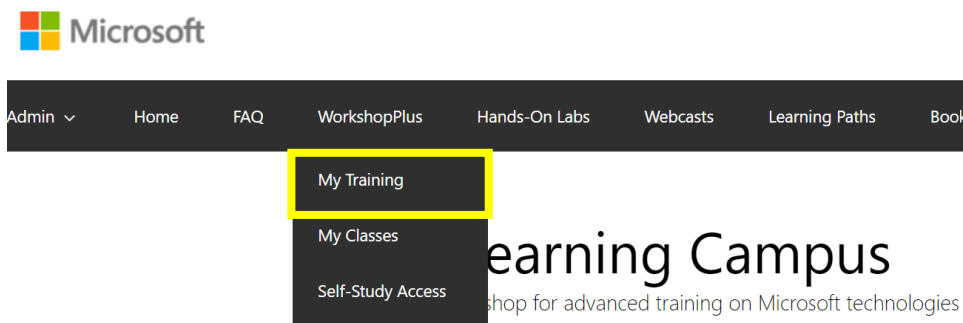 Microsoft
Admin Home FAQ WorkshopPlus Hands-On Labs Webcasts Learning Paths Book
My Training
My Classes
earning Campus
Self-Study Access
shop for advanced training on Microsoft technologies